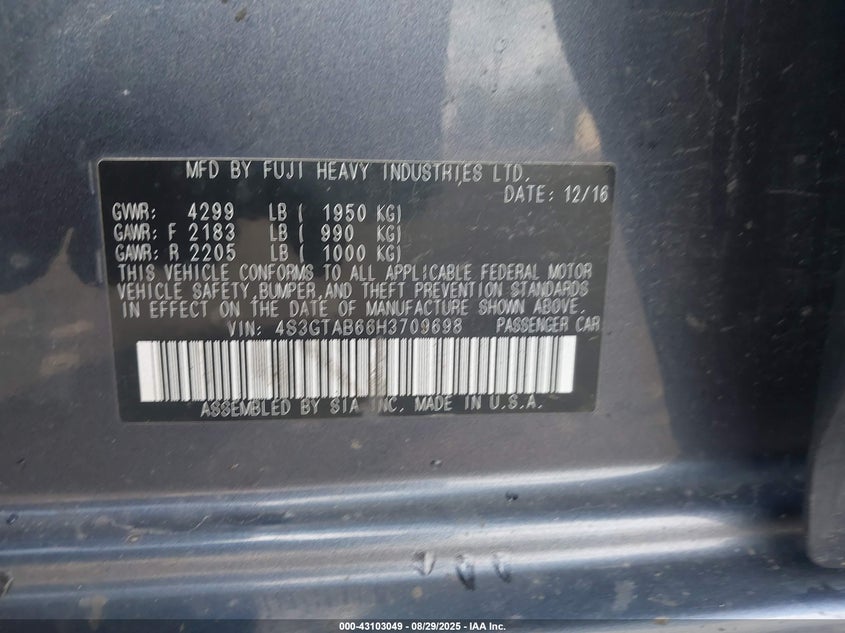 MFD BY FUJI HEAVY INDUSTRIES LTD.
DATE: 12/16
GVWR: 4299 LB ( 1950 KG)
GAWR: F 2183 LB ( 990 KG)
GAWR: R 2205 LB ( 1000 KG)
THIS VEHICLE CONFORMS TO ALL APPLICABLE FEDERAL MOTOR
VEHICLE SAFETY,BUMPER,AND THEFT PREVENTION STANDARDS
IN EFFECT ON THE DATE OF MANUFACTURE SHOWN ABOVE.
VIN: 4S3GTAB66H3709698 PASSENGER CAR
ASSEMBLED BY SIA INC. MADE IN U.S.A.
000-43103049 - 08/29/2025 - IAA Inc.